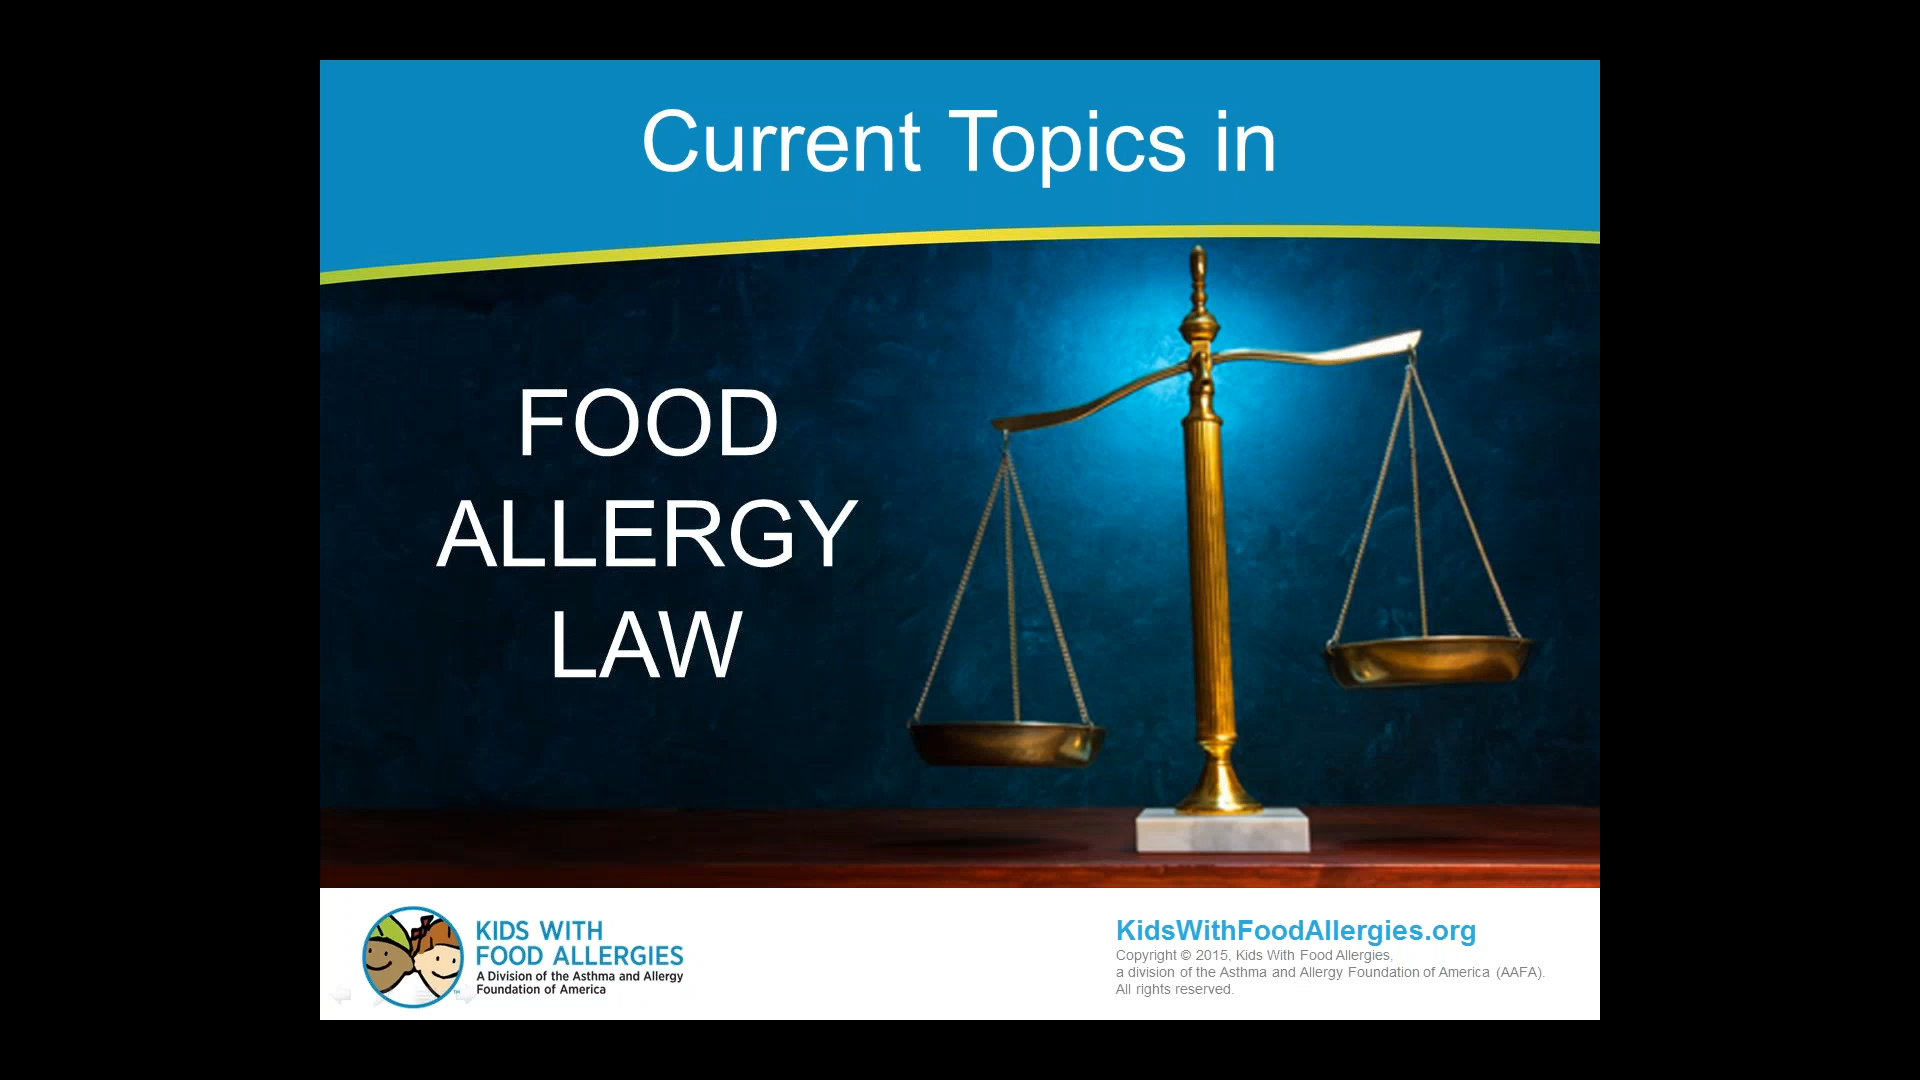 Current Topics in
FOOD
ALLERGY
LAW
KIDS WITH
FOOD ALLERGIES
A Division of the Asthma and Allergy
Foundation of America
™
KidsWithFoodAllergies.org
Copyright © 2015, Kids With Food Allergies,
a division of the Asthma and Allergy Foundation of America (AAFA).
All rights reserved.